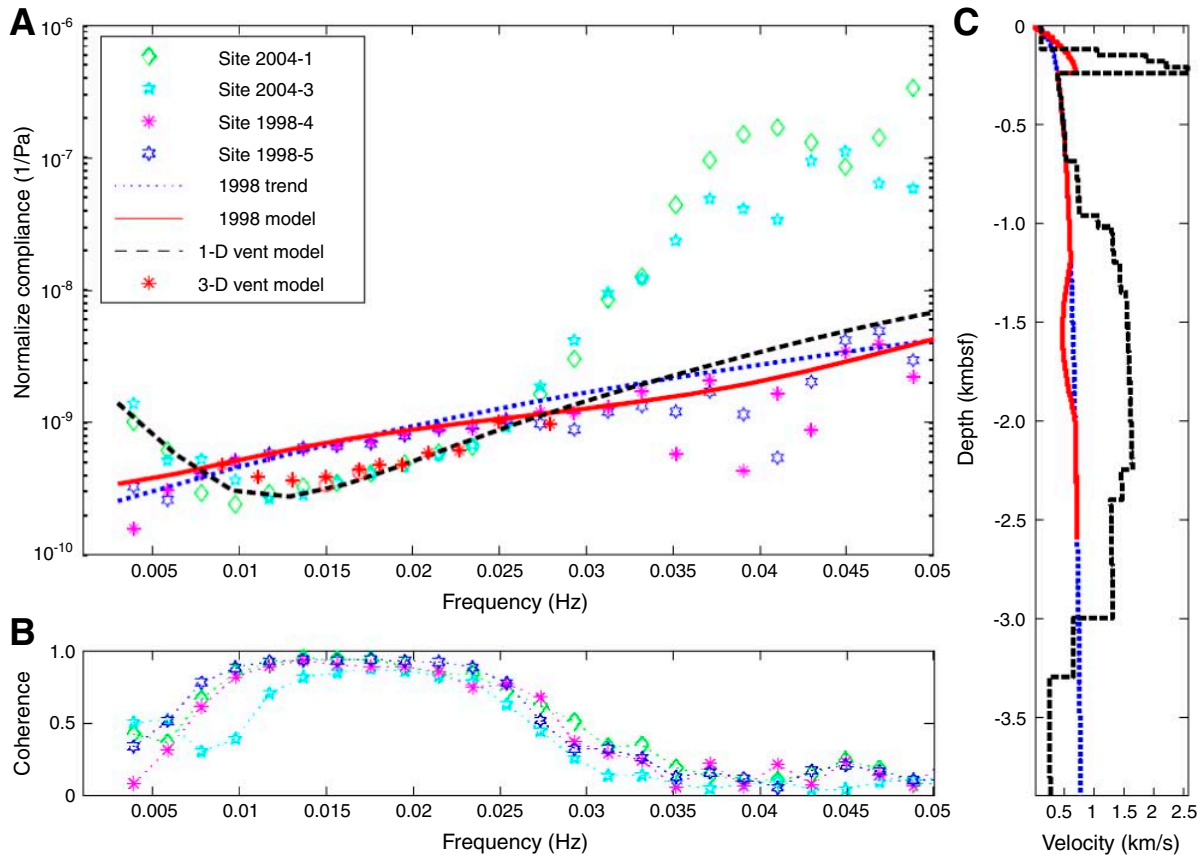 A
10-6
10-7
10-8
10-9
10-10
Normalize compliance (1/Pa)
Site 2004-1
Site 2004-3
Site 1998-4
Site 1998-5
1998 trend
1998 model
1-D vent model
3-D vent model
0.005 0.01 0.015 0.02 0.025 0.03 0.035 0.04 0.045 0.05
Frequency (Hz)
B
1.0
0.5
0
Coherence
0.005 0.01 0.015 0.02 0.025 0.03 0.035 0.04 0.045 0.05
Frequency (Hz)
C
0
-0.5
-1.0
-1.5
-2.0
-2.5
-3.0
-3.5
Depth (kmbsf)
0.5 1 1.5 2 2.5
Velocity (km/s)